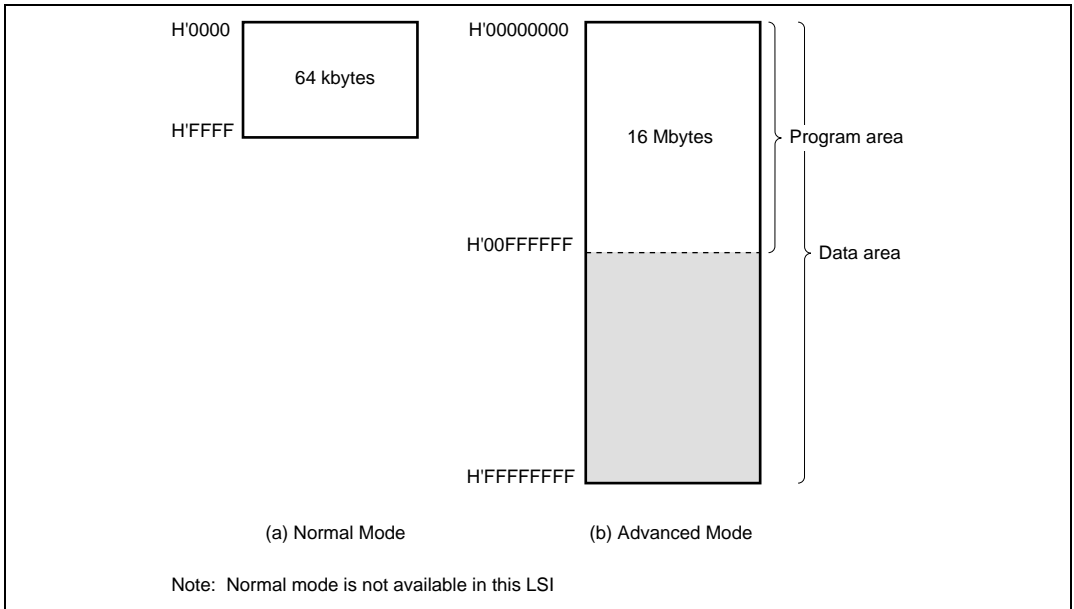 H'0000
64 kbytes
H'FFFF
H'00000000
16 Mbytes
Program area
H'00FFFFFF
Data area
H'FFFFFFFF
(a) Normal Mode
(b) Advanced Mode
Note: Normal mode is not available in this LSI